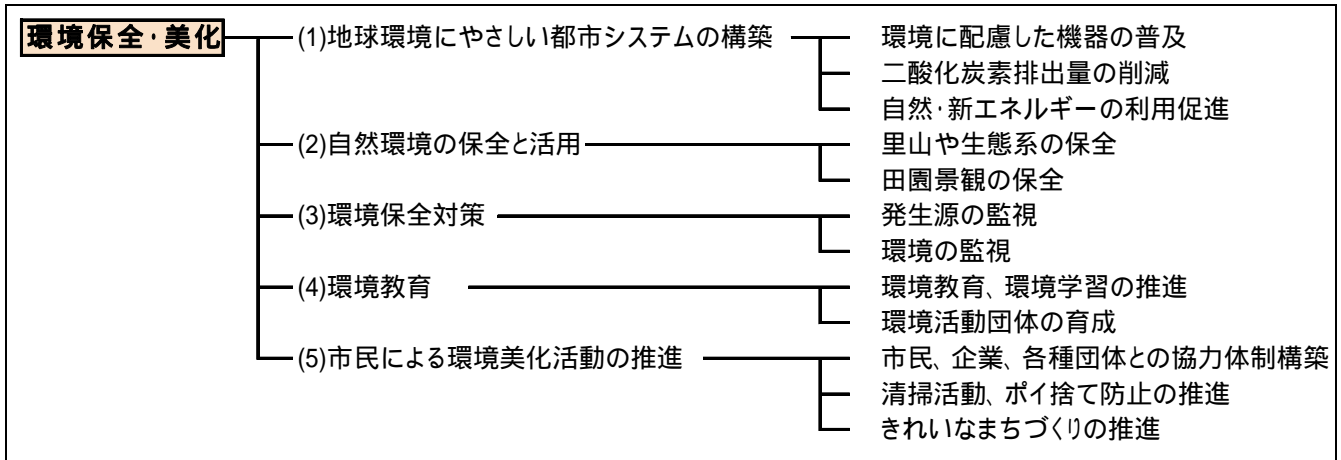 環境保全・美化 (1)地球環境にやさしい都市システムの構築 環境に配慮した機器の普及
二酸化炭素排出量の削減
自然・新エネルギーの利用促進
(2)自然環境の保全と活用 里山や生態系の保全
田園景観の保全
(3)環境保全対策 発生源の監視
環境の監視
(4)環境教育 環境教育、環境学習の推進
環境活動団体の育成
(5)市民による環境美化活動の推進 市民、企業、各種団体との協力体制構築
清掃活動、ポイ捨て防止の推進
きれいなまちづくりの推進